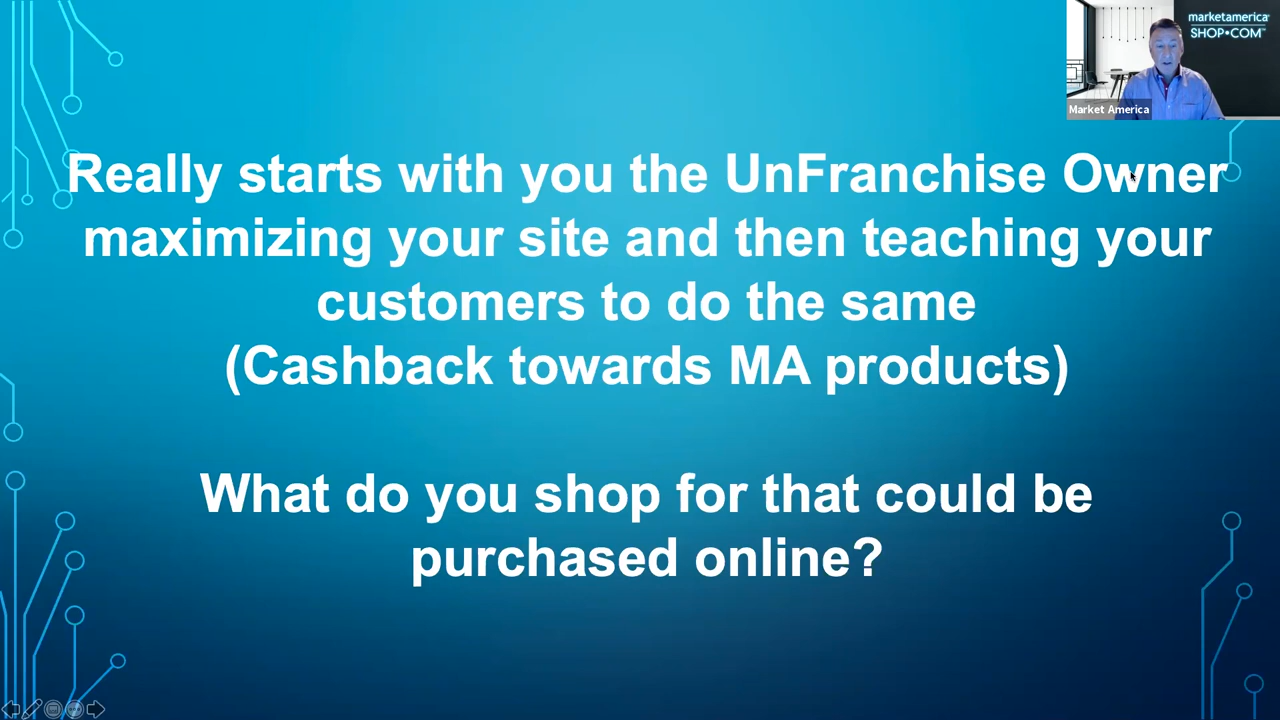 marketamerica
SHOP•COM™
Market America
Really starts with you the UnFranchise Owner
maximizing your site and then teaching your
customers to do the same
(Cashback towards MA products)
What do you shop for that could be
purchased online?